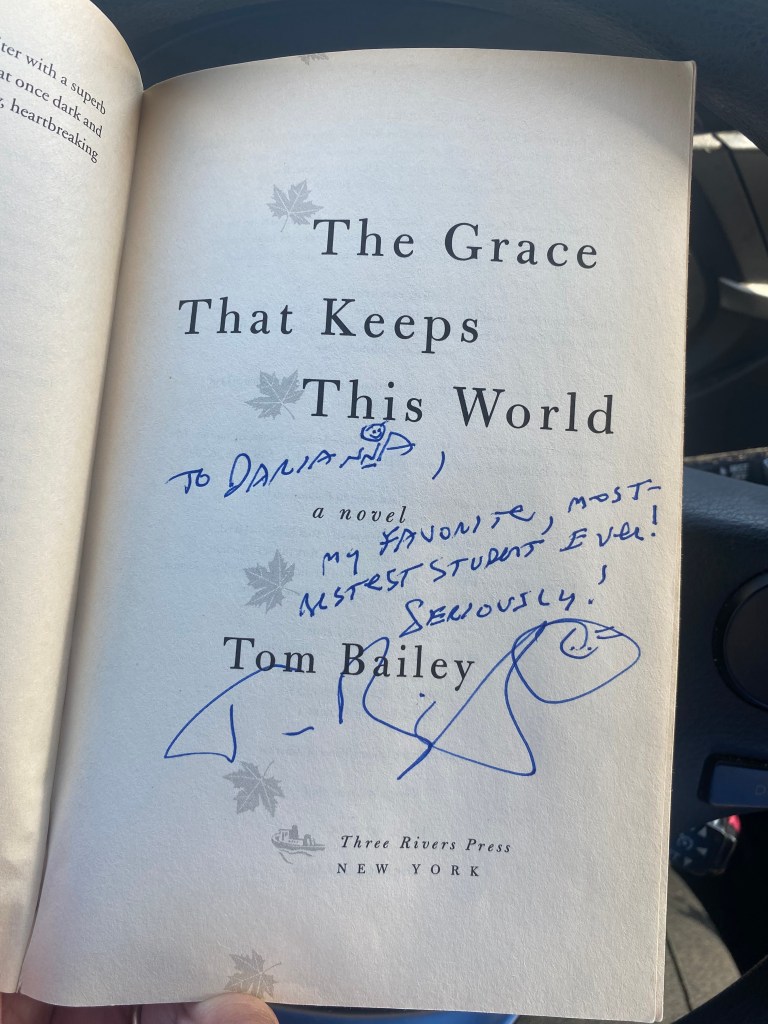 ter with a superb
at once dark and
, heartbreaking
The Grace
That Keeps
This World
TO DARIANNA,
a novel
MY FAVORITE, MOST-
BESTEST STUDENT EVER!
SERIOUSLY!
Tom Bailey
Three Rivers Press
NEW YORK